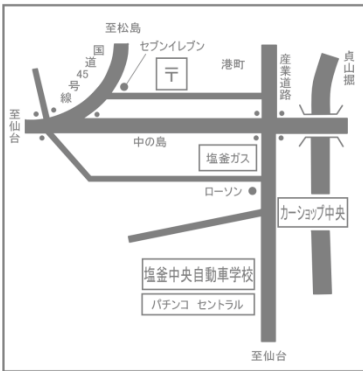 至松島
国道45号線
セブンイレブン
〒
港町
産業道路
貞山掘
至仙台
中の島
塩釜ガス
ローソン
カーショップ中央
塩釜中央自動車学校
パチンコ セントラル
至仙台